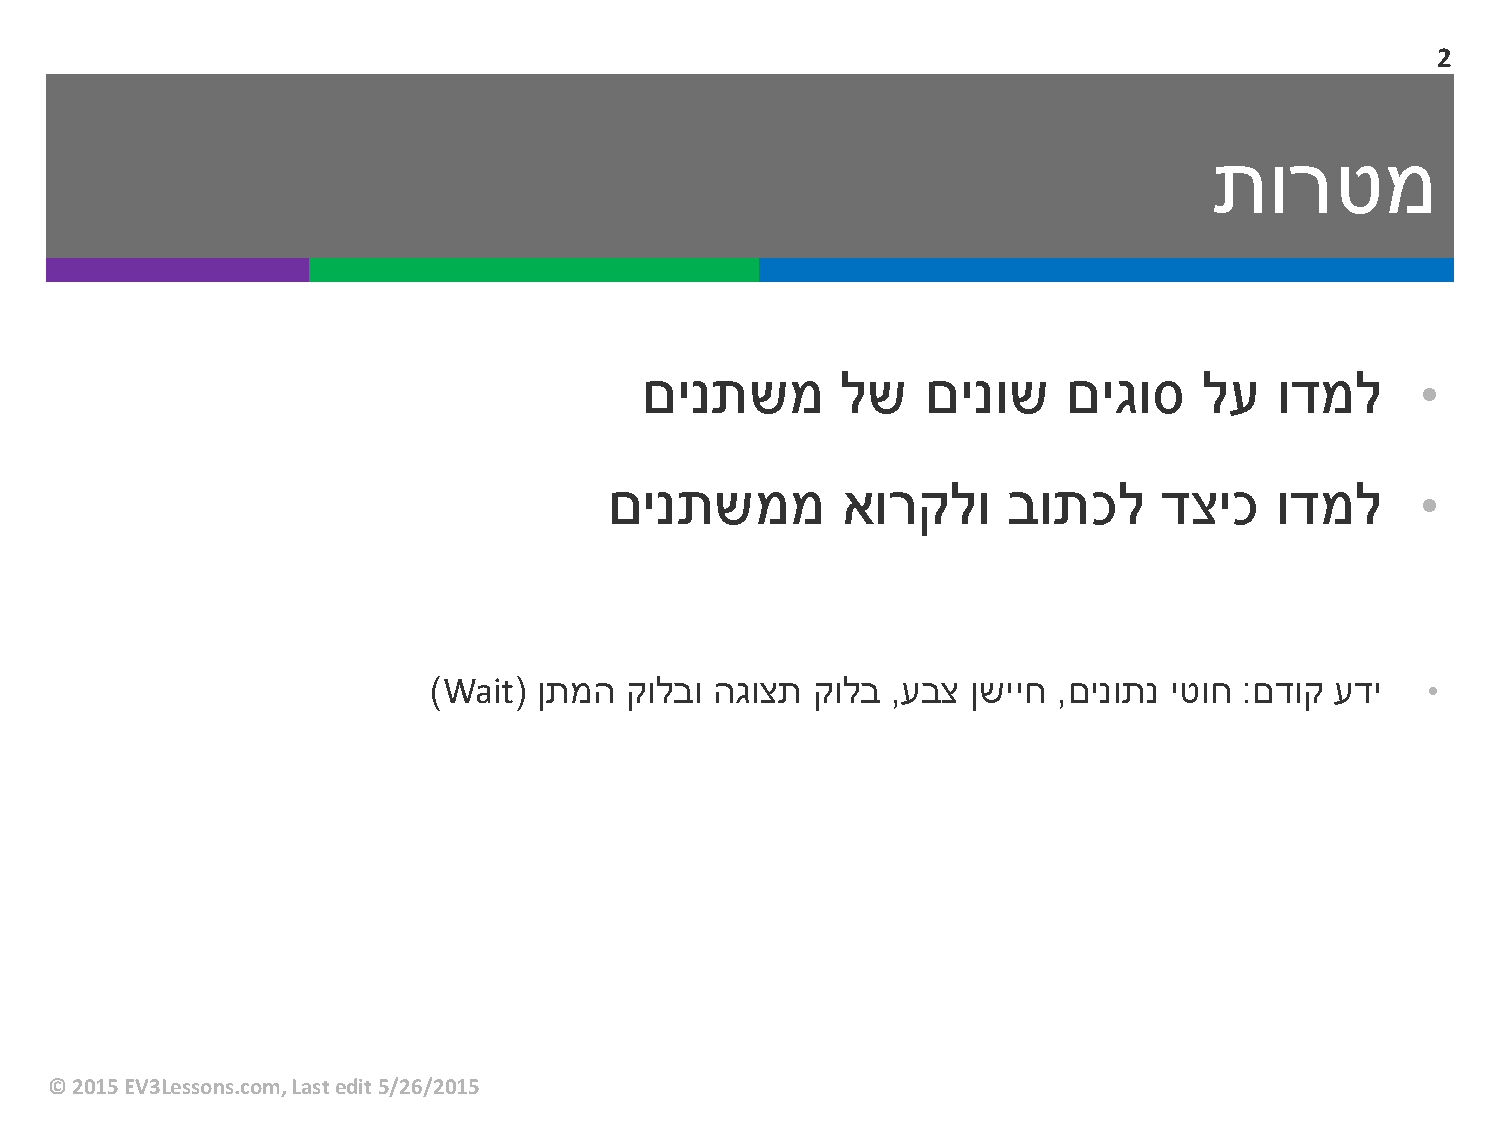 2
מטרות
• למדו על סוגים שונים של משתנים
• למדו כיצד לכתוב ולקרוא ממשתנים
• ידע קודם: חוטי נתונים, חיישן צבע, בלוק תצוגה ובלוק המתן (Wait)
© 2015 EV3Lessons.com, Last edit 5/26/2015